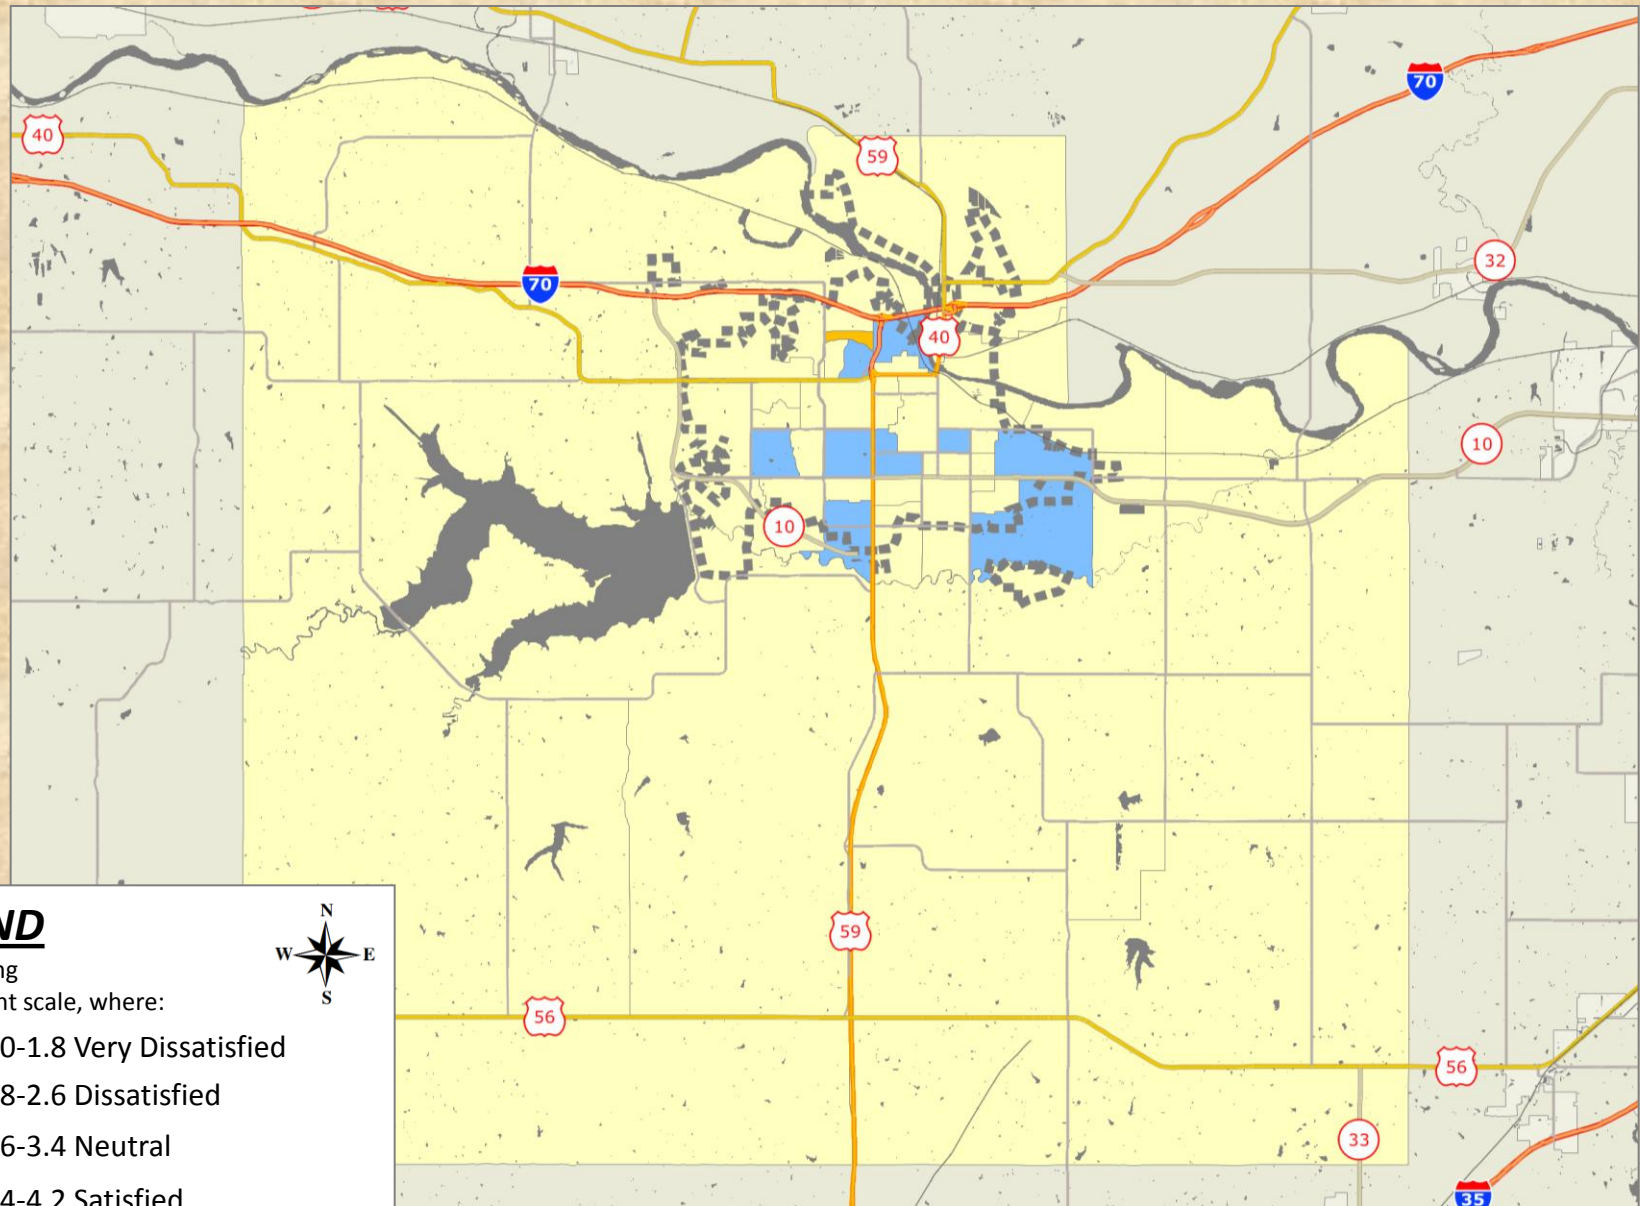 40
59
70
70
32
40
10
10
59
56
56
33
35
ND
N
W E
S
ng
nt scale, where:
0-1.8 Very Dissatisfied
8-2.6 Dissatisfied
6-3.4 Neutral
4-4.2 Satisfied